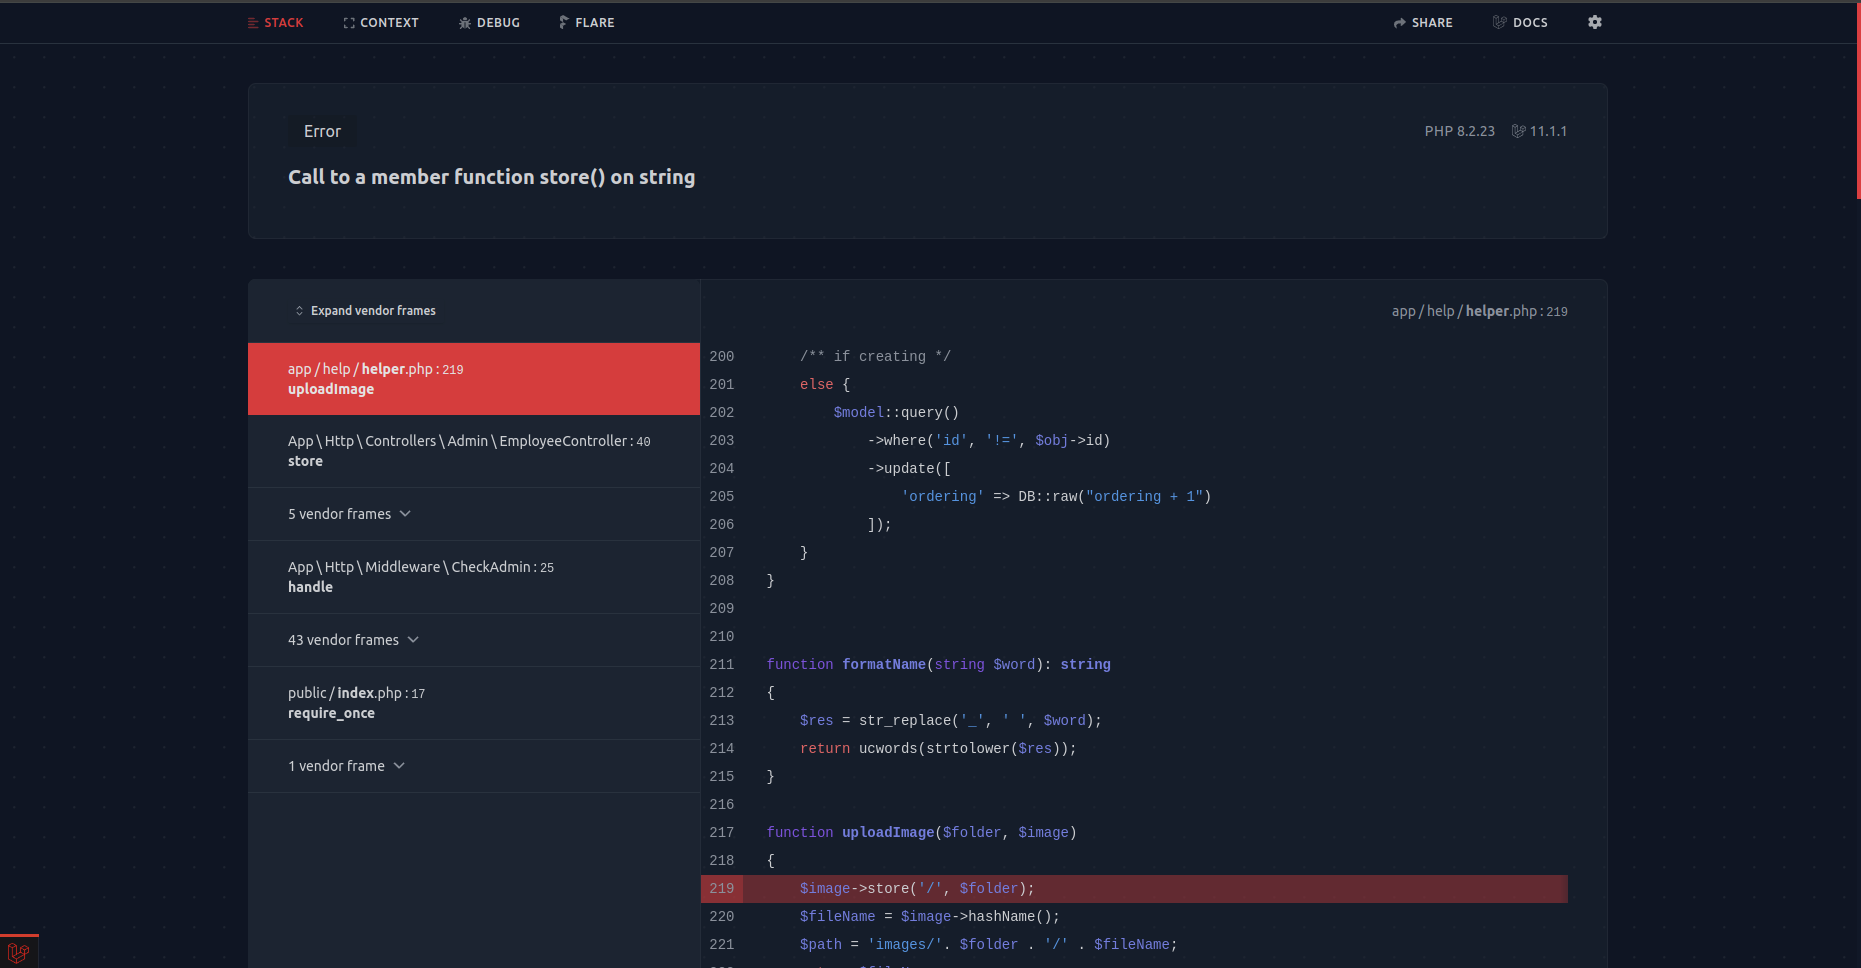 STACK CONTEXT DEBUG FLARE SHARE DOCS
Error
PHP 8.2.23 11.1.1
Call to a member function store() on string
Expand vendor frames
app / help / helper.php : 219
uploadImage
App \ Http \ Controllers \ Admin \ EmployeeController : 40
store
5 vendor frames
App \ Http \ Middleware \ CheckAdmin : 25
handle
43 vendor frames
public / index.php : 17
require_once
1 vendor frame
app / help / helper.php : 219
200     /** if creating */
201     else {
202         $model::query()
203             ->where('id', '!=', $obj->id)
204             ->update([
205                 'ordering' => DB::raw("ordering + 1")
206             ]);
207     }
208 }
209
210
211 function formatName(string $word): string
212 {
213     $res = str_replace('_', ' ', $word);
214     return ucwords(strtolower($res));
215 }
216
217 function uploadImage($folder, $image)
218 {
219     $image->store('/', $folder);
220     $fileName = $image->hashName();
221     $path = 'images/'. $folder . '/' . $fileName;